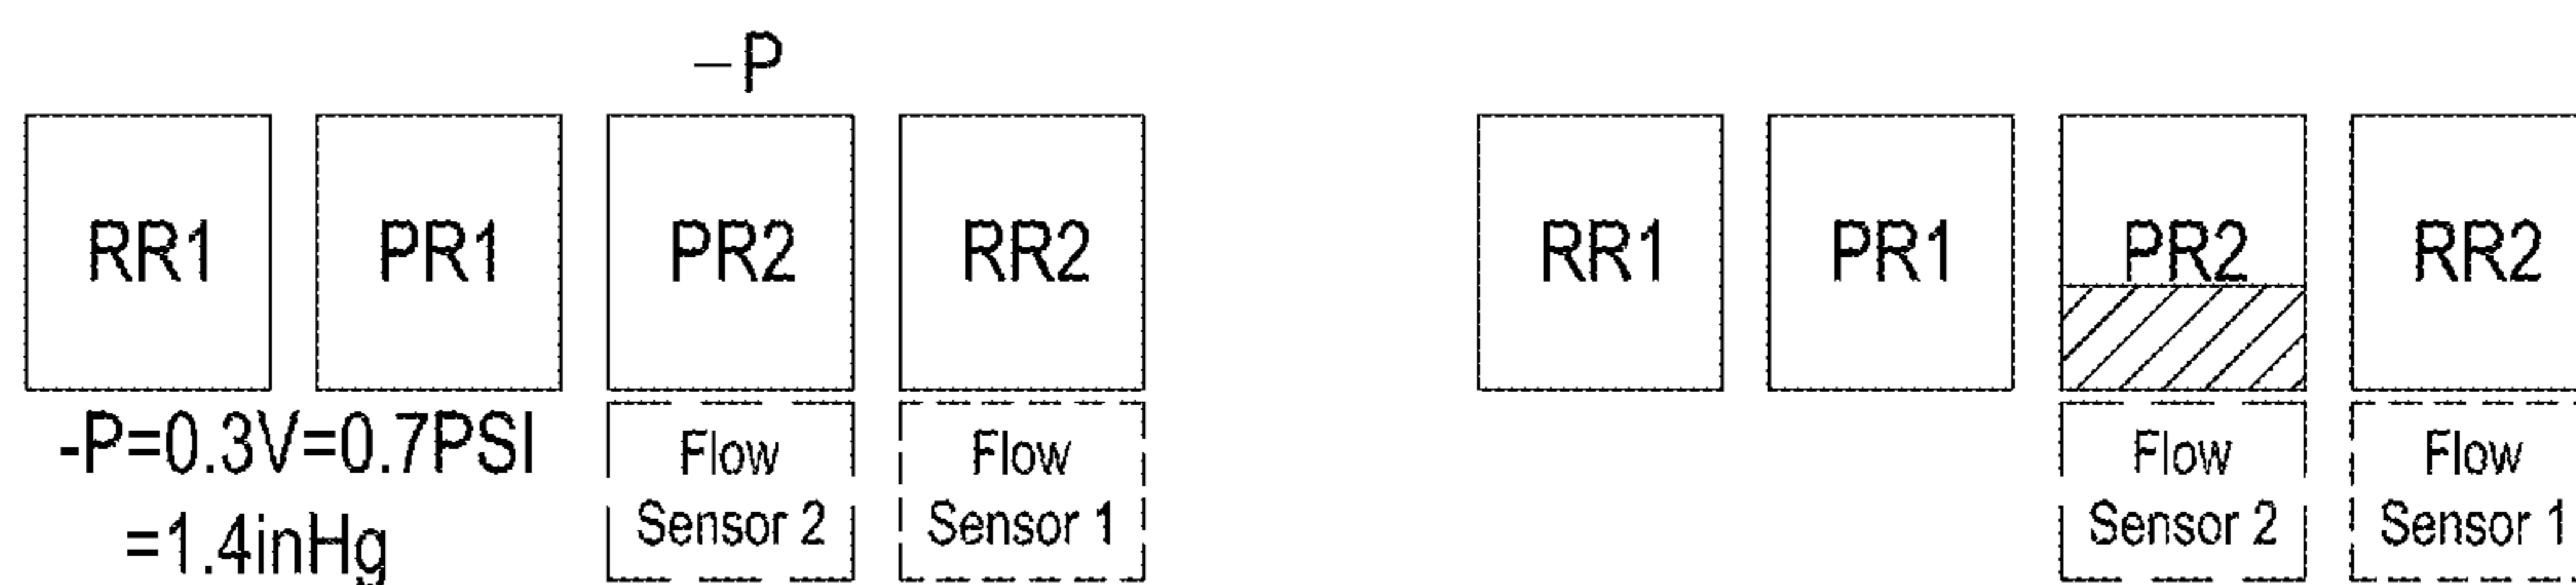 –P
RR1 PR1 PR2 RR2
-P=0.3V=0.7PSI
=1.4inHg
Flow
Sensor 2
Flow
Sensor 1
RR1 PR1 PR2 RR2
Flow
Sensor 2
Flow
Sensor 1